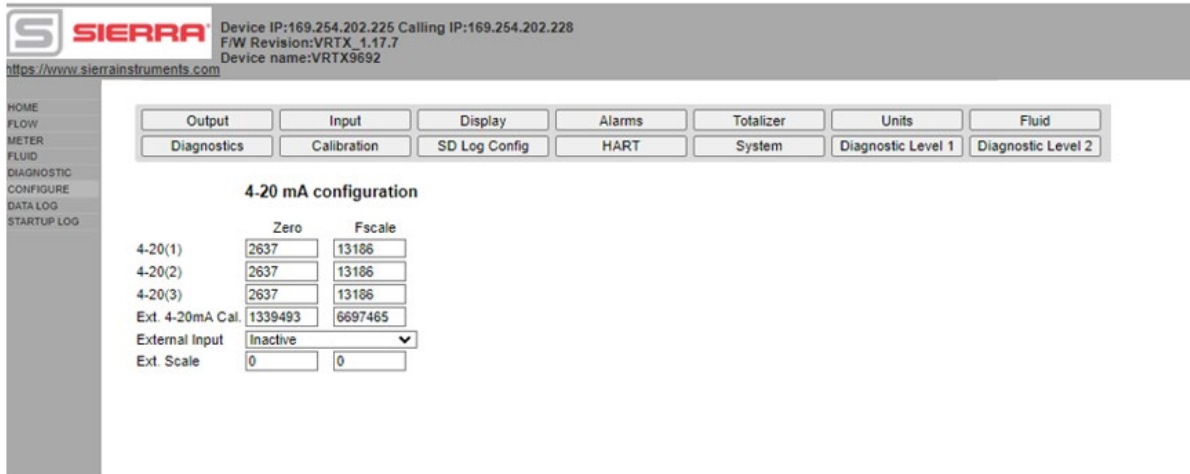 S SIERRA
Device IP:169.254.202.225 Calling IP:169.254.202.228
F/W Revision:VRTX_1.17.7
Device name:VRTX9692
https://www.sierrainstruments.com
HOME
FLOW
METER
FLUID
DIAGNOSTIC
CONFIGURE
DATA LOG
STARTUP LOG
Output Input Display Alarms Totalizer Units Fluid
Diagnostics Calibration SD Log Config HART System Diagnostic Level 1 Diagnostic Level 2
4-20 mA configuration
Zero Fscale
4-20(1) 2637 13186
4-20(2) 2637 13186
4-20(3) 2637 13186
Ext. 4-20mA Cal. 1339493 6697465
External Input Inactive
Ext. Scale 0 0